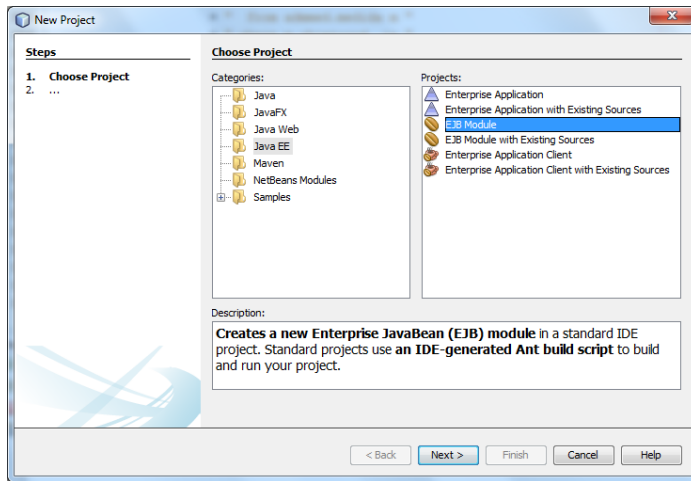 New Project
Steps
1. Choose Project
2. ...
Choose Project
Categories:
Java
JavaFX
Java Web
Java EE
Maven
NetBeans Modules
Samples
Projects:
Enterprise Application
Enterprise Application with Existing Sources
EJB Module
EJB Module with Existing Sources
Enterprise Application Client
Enterprise Application Client with Existing Sources
Description:
Creates a new Enterprise JavaBean (EJB) module in a standard IDE
project. Standard projects use an IDE-generated Ant build script to build
and run your project.
< Back
Next >
Finish
Cancel
Help